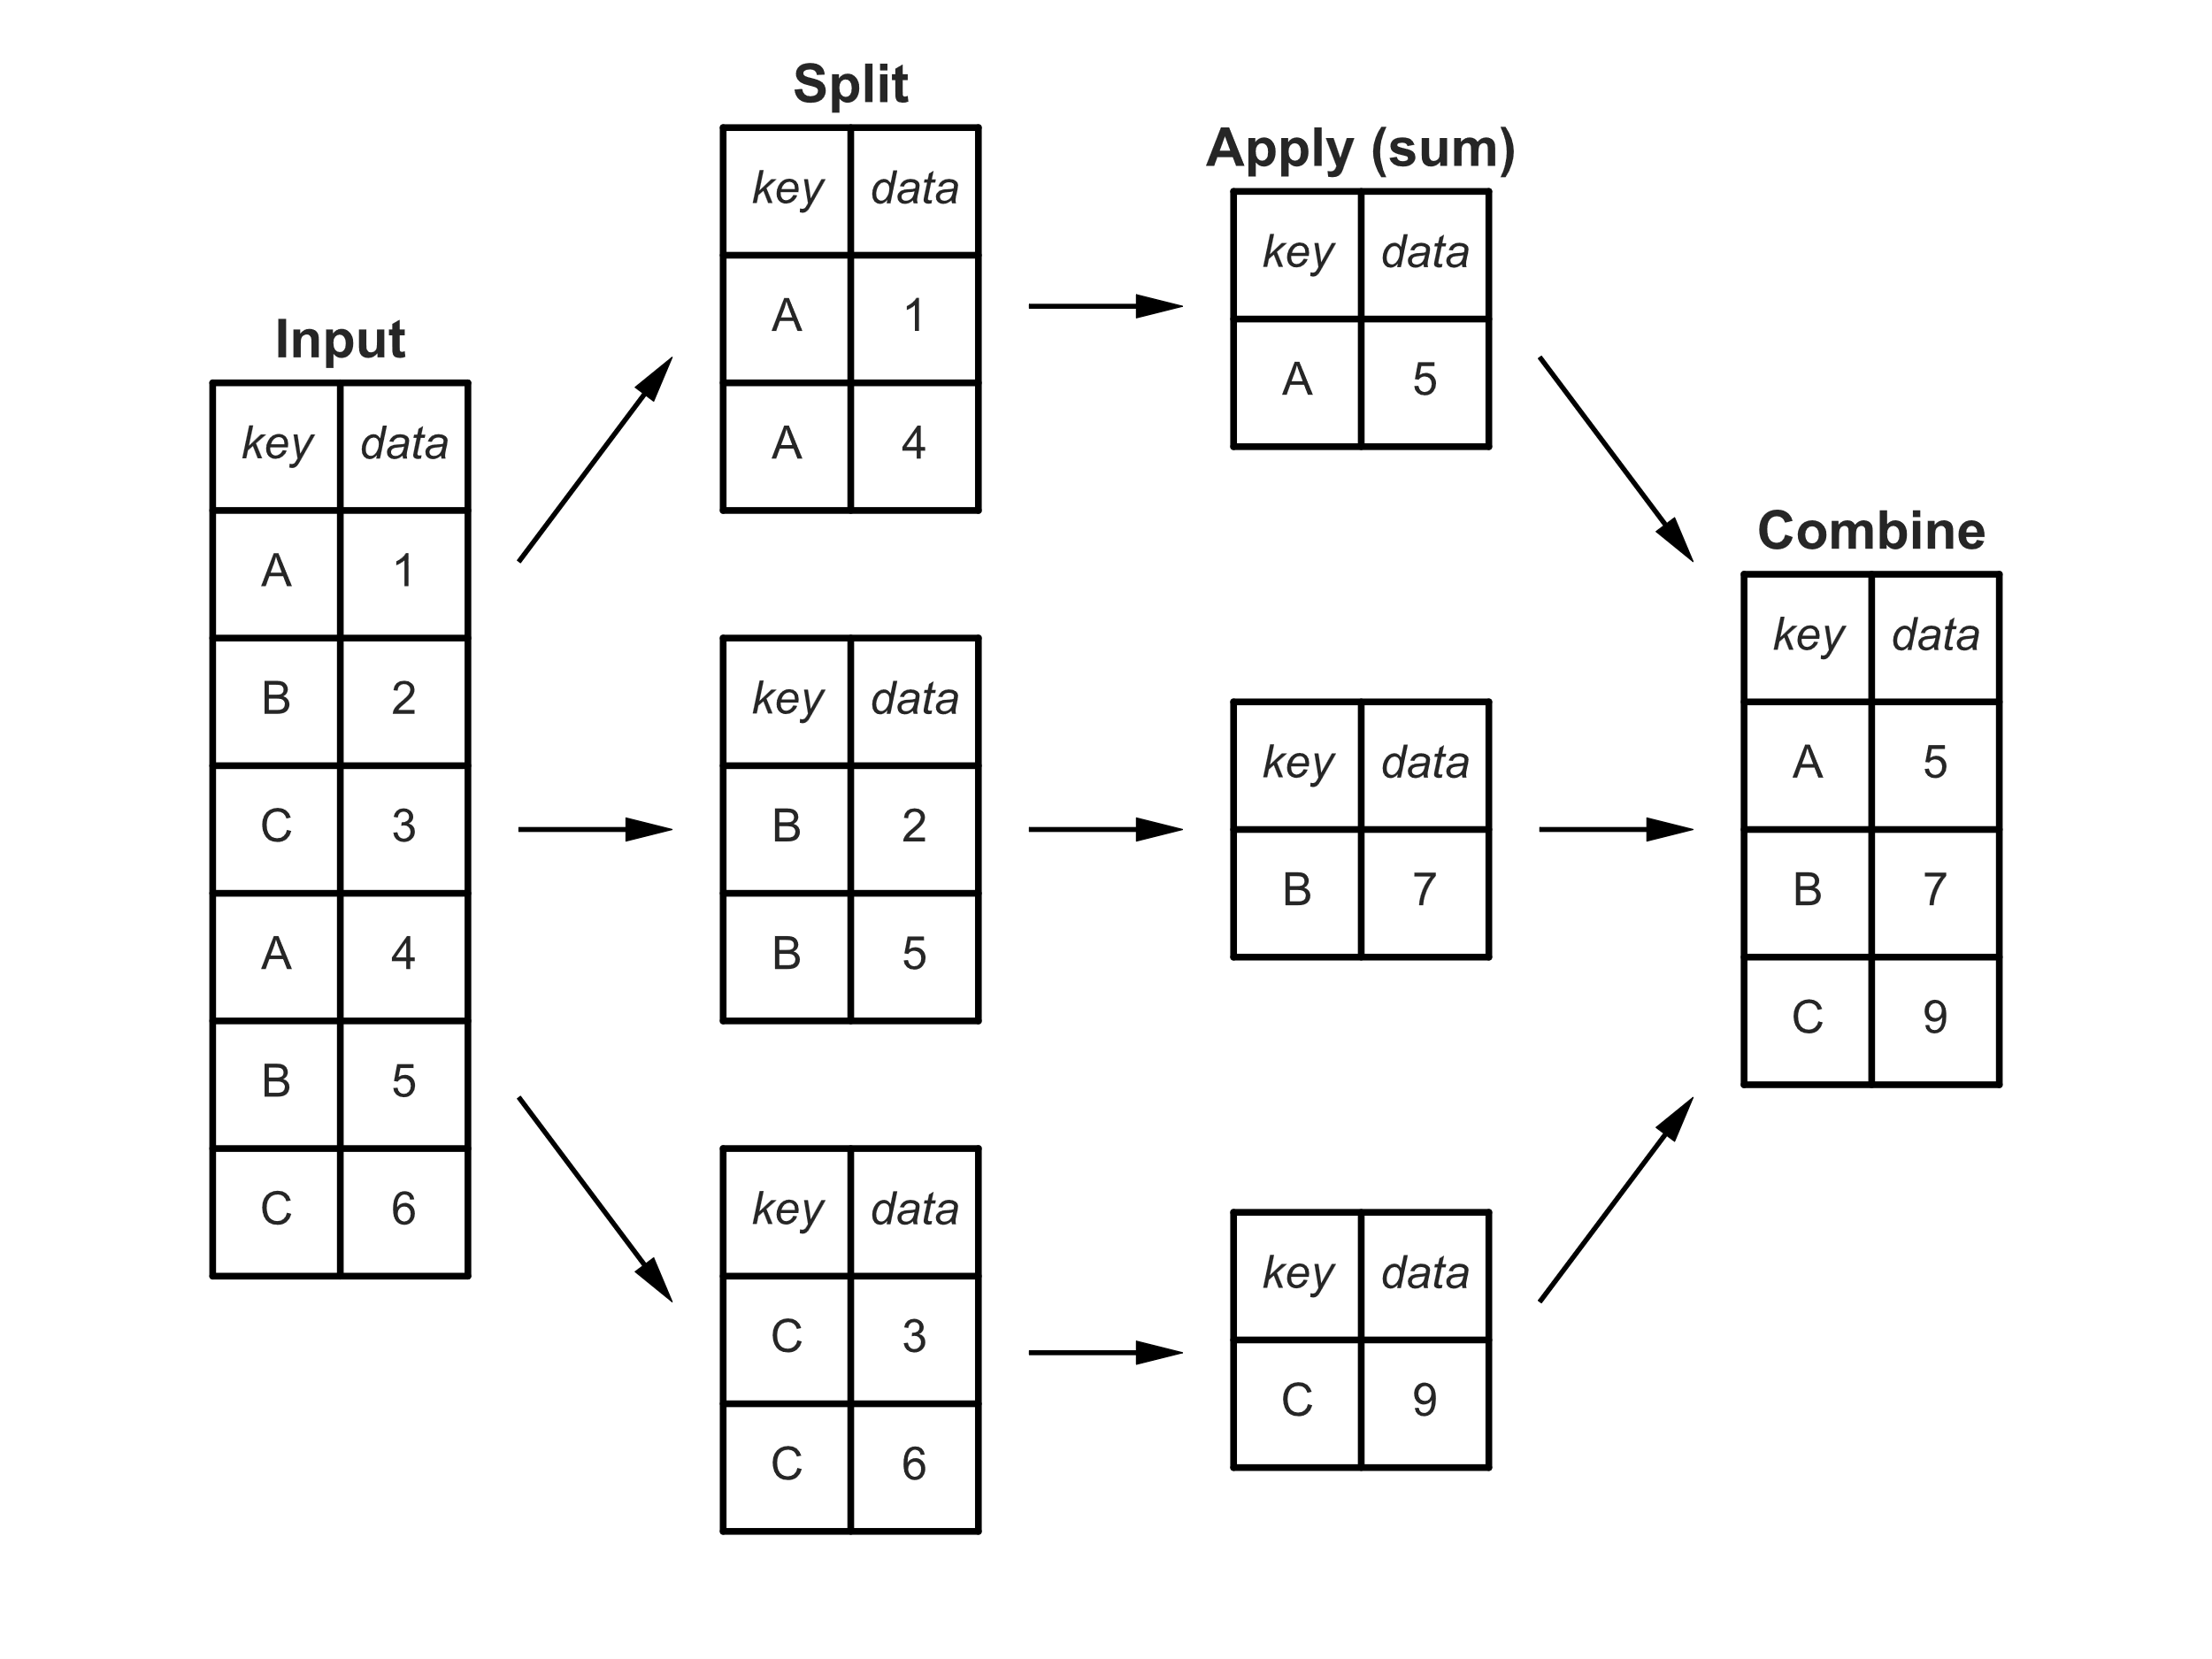 Input
key data
A 1
B 2
C 3
A 4
B 5
C 6
Split
key data
A 1
A 4
key data
B 2
B 5
key data
C 3
C 6
Apply (sum)
key data
A 5
key data
B 7
key data
C 9
Combine
key data
A 5
B 7
C 9